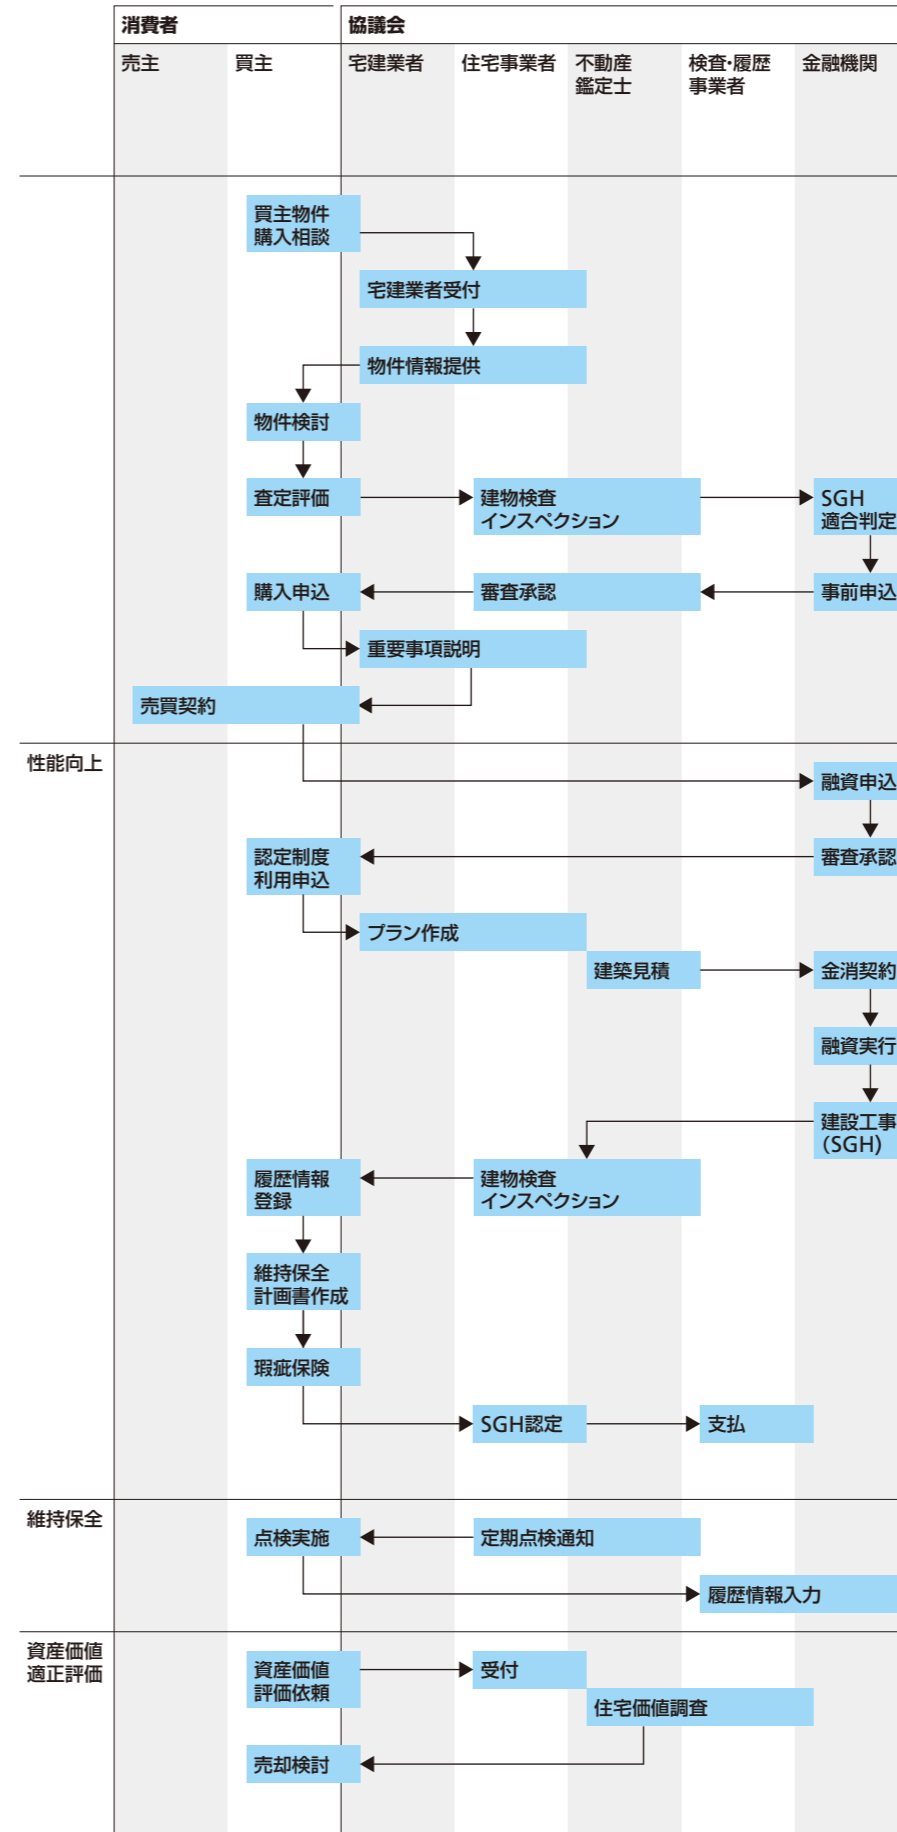 消費者
協議会
売主
買主
宅建業者
住宅事業者
不動産
鑑定士
検査・履歴
事業者
金融機関
買主物件
購入相談
宅建業者受付
物件情報提供
物件検討
査定評価
建物検査
インスペクション
SGH
適合判定
購入申込
審査承認
事前申込
重要事項説明
売買契約
性能向上
融資申込
認定制度
利用申込
審査承認
プラン作成
建築見積
金消契約
融資実行
建設工事
(SGH)
履歴情報
登録
建物検査
インスペクション
維持保全
計画書作成
瑕疵保険
SGH認定
支払
維持保全
点検実施
定期点検通知
履歴情報入力
資産価値
適正評価
資産価値
評価依頼
受付
住宅価値調査
売却検討